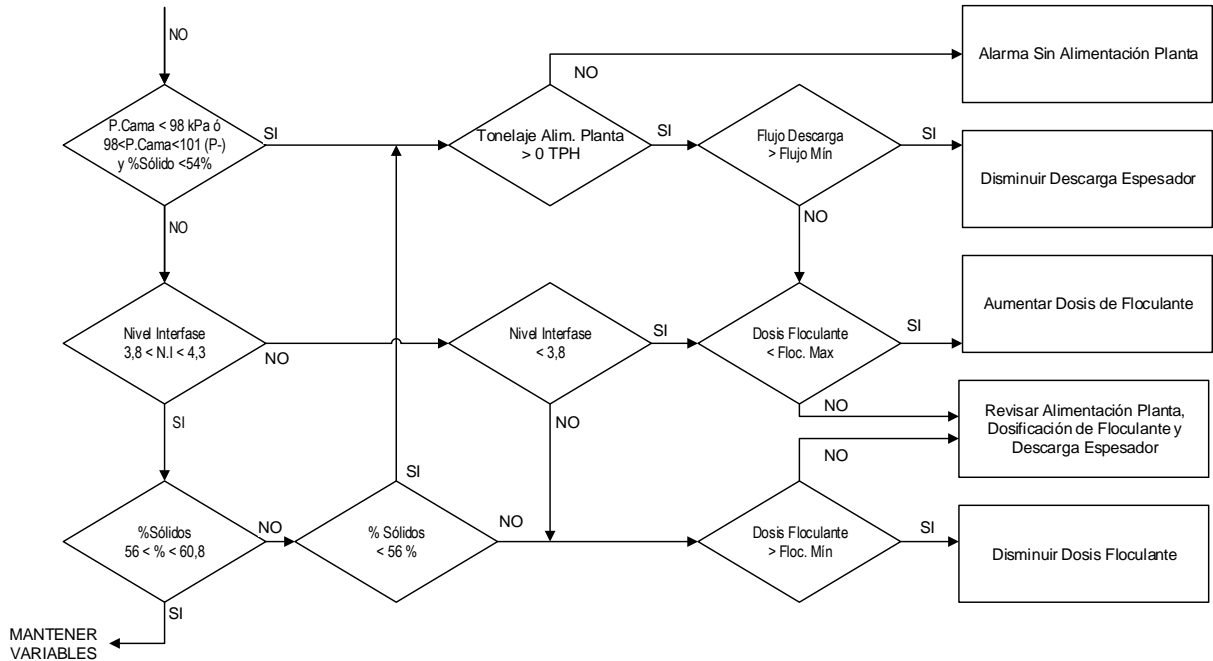 NO
Alarma Sin Alimentación Planta
NO
P.Cama < 98 kPa ó
98<P.Cama<101 (P-)
y %Sólido <54%
SI
Tonelaje Alim. Planta
> 0 TPH
SI
Flujo Descarga
> Flujo Mín
SI
Disminuir Descarga Espesador
NO
NO
Nivel Interfase
3,8 < N.I < 4,3
NO
Nivel Interfase
< 3,8
SI
Dosis Floculante
< Floc. Max
SI
Aumentar Dosis de Floculante
SI
NO
NO
Revisar Alimentación Planta,
Dosificación de Floculante y
Descarga Espesador
NO
SI
%Sólidos
56 < % < 60,8
NO
% Sólidos
< 56 %
NO
Dosis Floculante
> Floc. Mín
SI
Disminuir Dosis Floculante
SI
MANTENER
VARIABLES